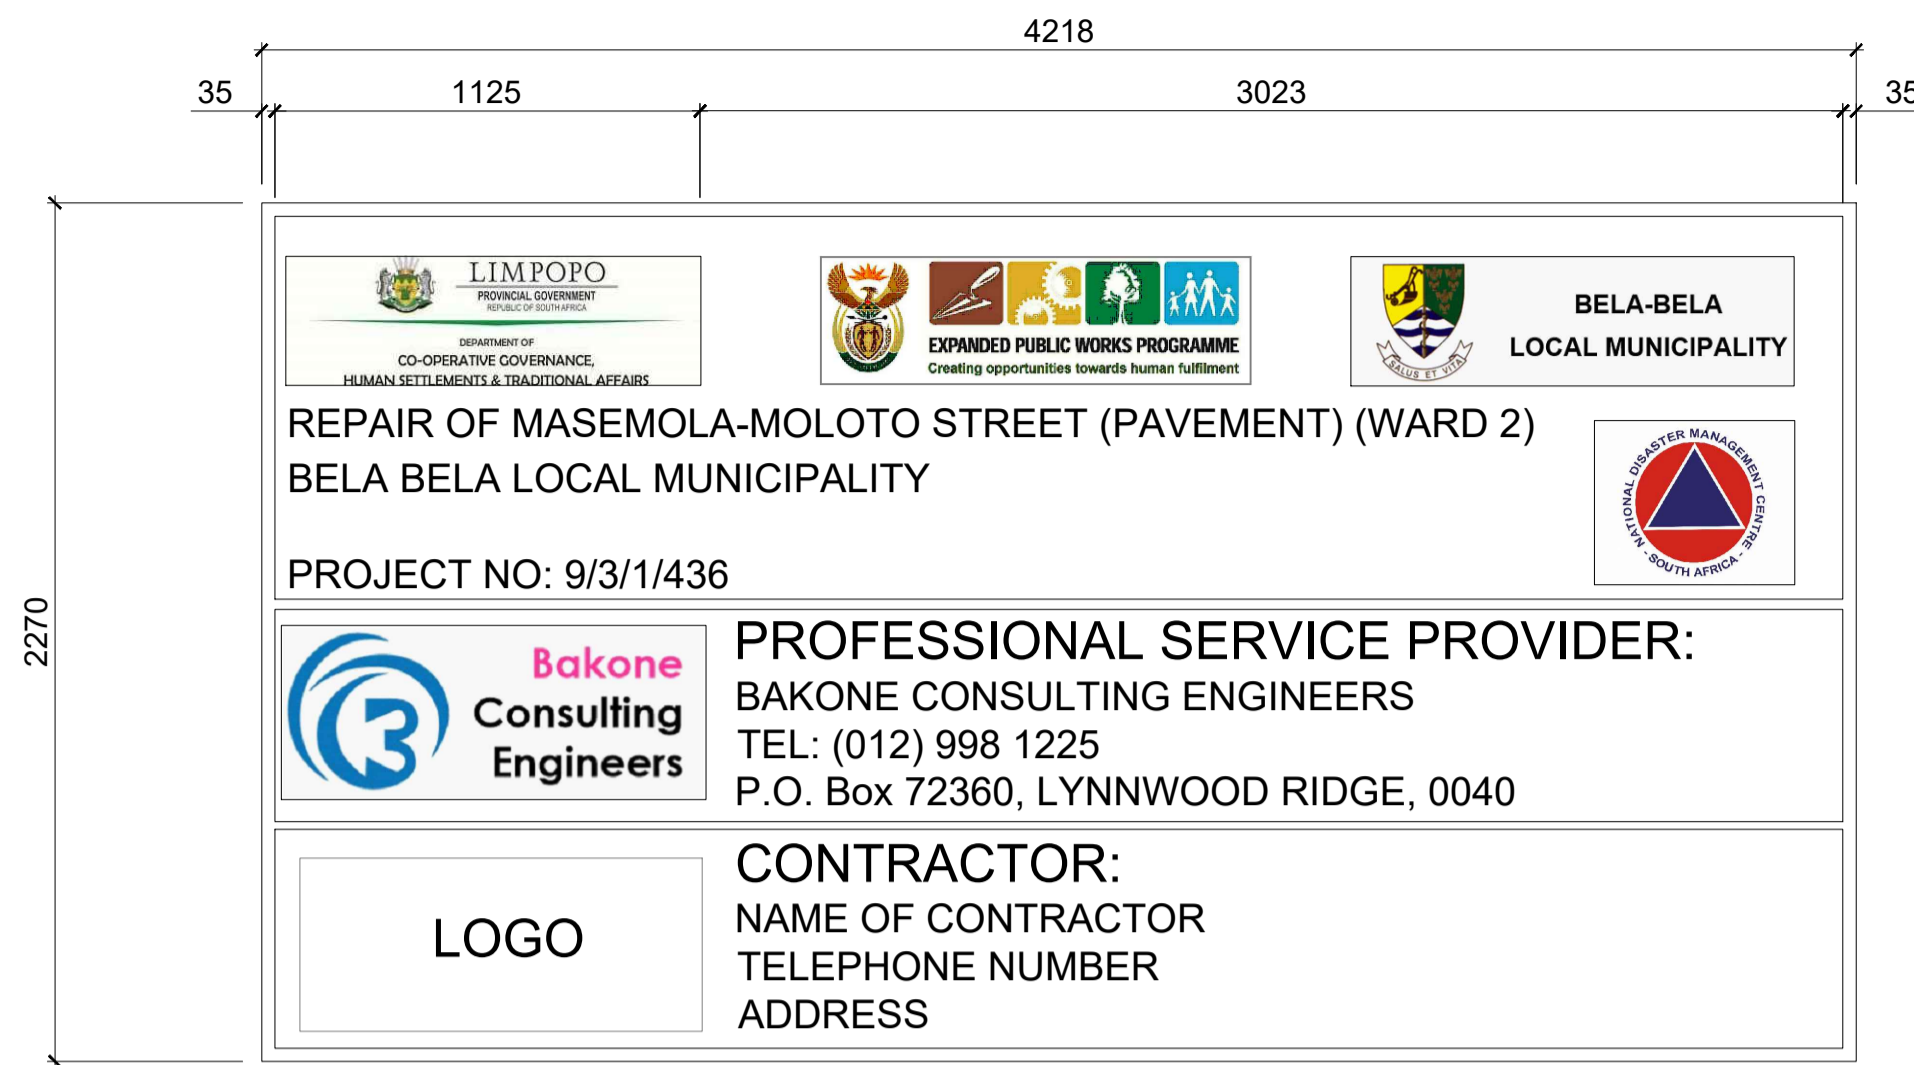 4218
35
1125
3023
35
2270
LIMPOPO
PROVINCIAL GOVERNMENT
REPUBLIC OF SOUTH AFRICA
DEPARTMENT OF
CO-OPERATIVE GOVERNANCE,
HUMAN SETTLEMENTS & TRADITIONAL AFFAIRS
EXPANDED PUBLIC WORKS PROGRAMME
Creating opportunities towards human fulfilment
BELA-BELA
LOCAL MUNICIPALITY
SALUS ET VITA
REPAIR OF MASEMOLA-MOLOTO STREET (PAVEMENT) (WARD 2)
BELA BELA LOCAL MUNICIPALITY
PROJECT NO: 9/3/1/436
NATIONAL DISASTER MANAGEMENT CENTRE - SOUTH AFRICA -
Bakone
Consulting
Engineers
PROFESSIONAL SERVICE PROVIDER:
BAKONE CONSULTING ENGINEERS
TEL: (012) 998 1225
P.O. Box 72360, LYNNWOOD RIDGE, 0040
LOGO
CONTRACTOR:
NAME OF CONTRACTOR
TELEPHONE NUMBER
ADDRESS